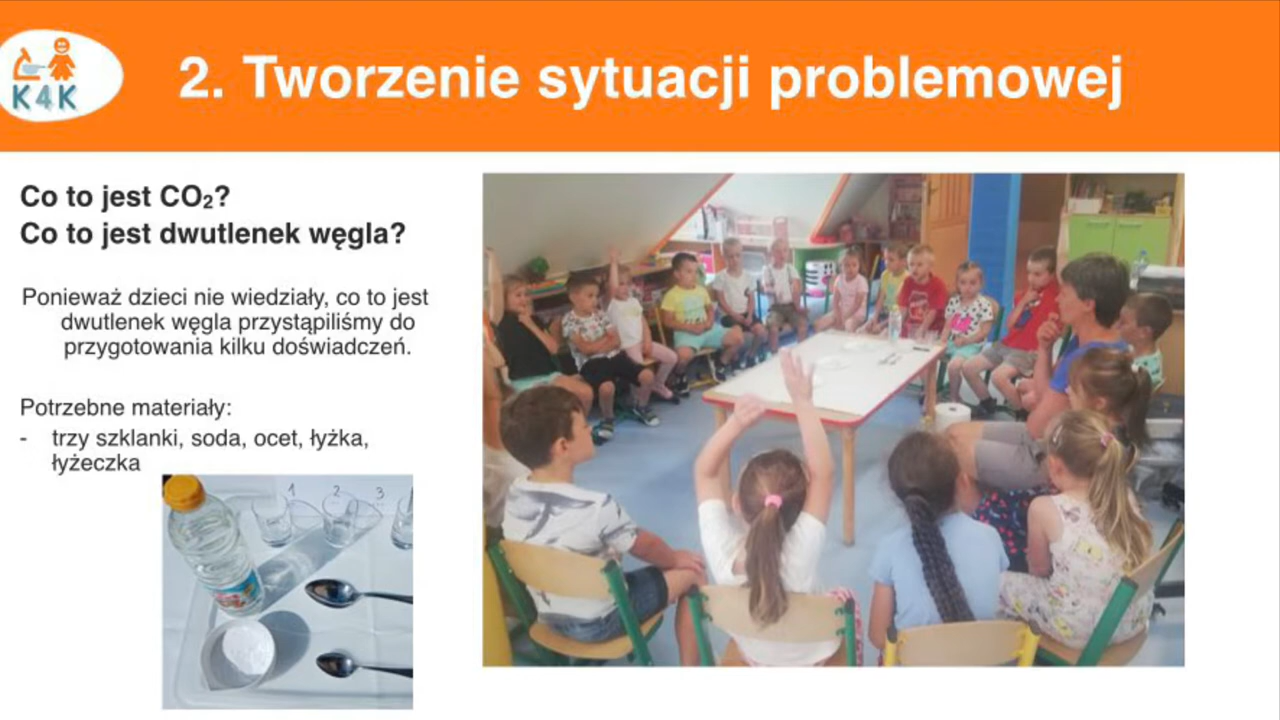 K4K
2. Tworzenie sytuacji problemowej
Co to jest CO₂?
Co to jest dwutlenek węgla?
Ponieważ dzieci nie wiedziały, co to jest
dwutlenek węgla przystąpiliśmy do
przygotowania kilku doświadczeń.
Potrzebne materiały:
- trzy szklanki, soda, ocet, łyżka,
łyżeczka
1 2 3